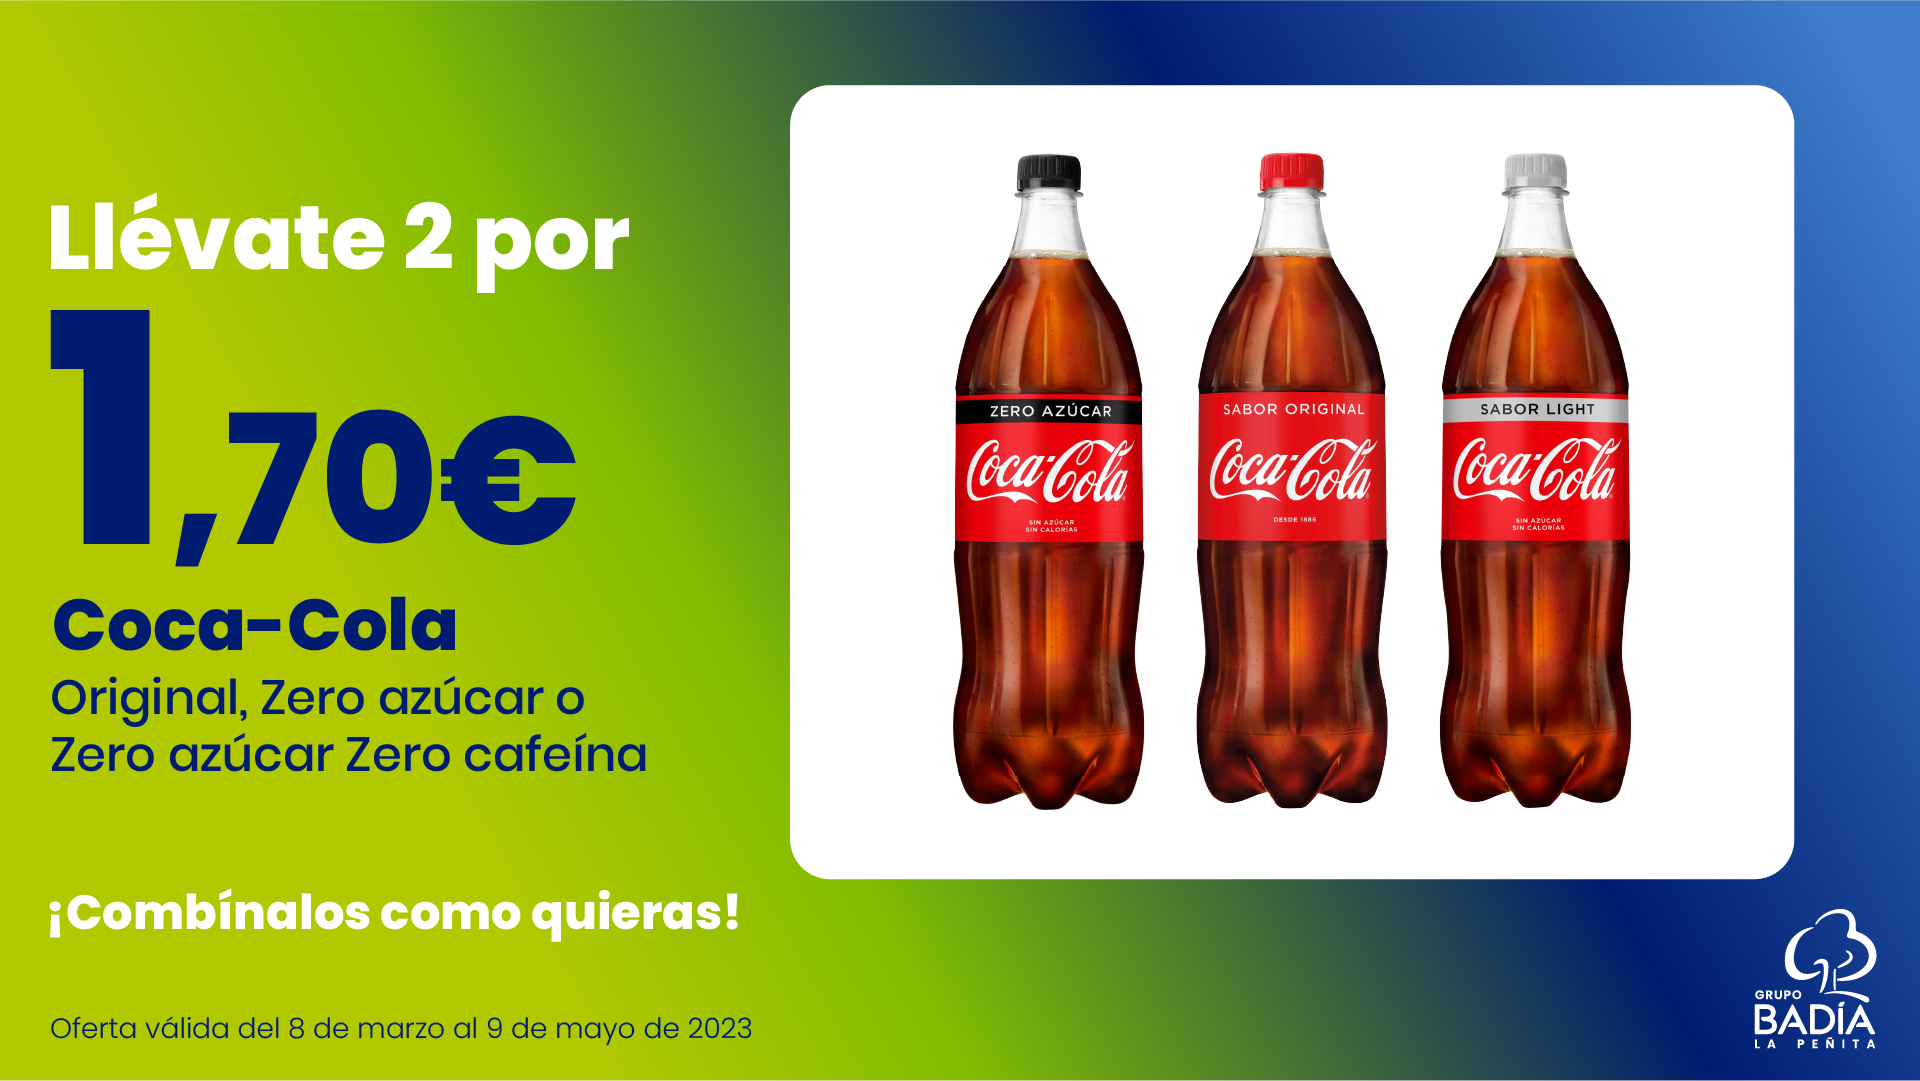 Llévate 2 por
1,70€
Coca-Cola
Original, Zero azúcar o
Zero azúcar Zero cafeína
¡Combínalos como quieras!
Oferta válida del 8 de marzo al 9 de mayo de 2023
ZERO AZÚCAR
Coca-Cola
SIN AZÚCAR
SIN CALORÍAS
SABOR ORIGINAL
Coca-Cola
DESDE 1886
SABOR LIGHT
Coca-Cola
SIN AZÚCAR
SIN CALORÍAS
GRUPO
BADÍA
LA PEÑITA